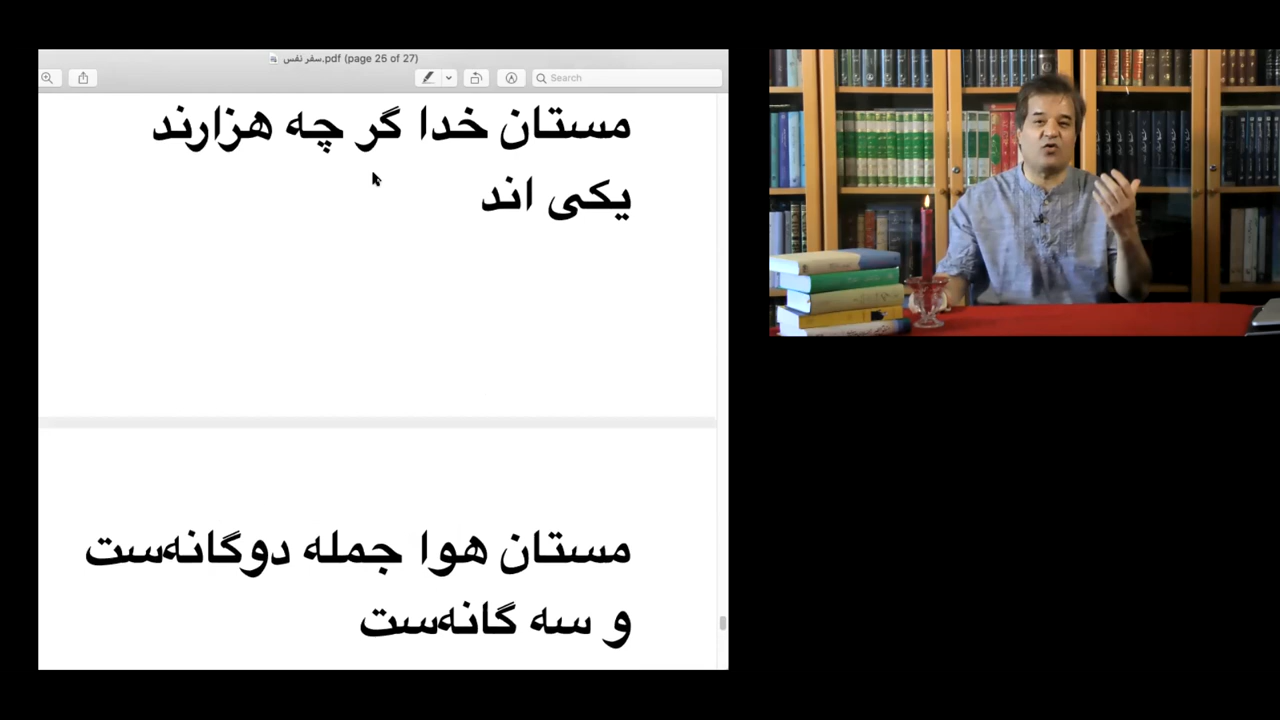 سفر نفس.pdf (page 25 of 27)
Search
مستان خدا گر چه هزارند
یکی اند
مستان هوا جمله دوگانه‌ست
و سه گانه‌ست